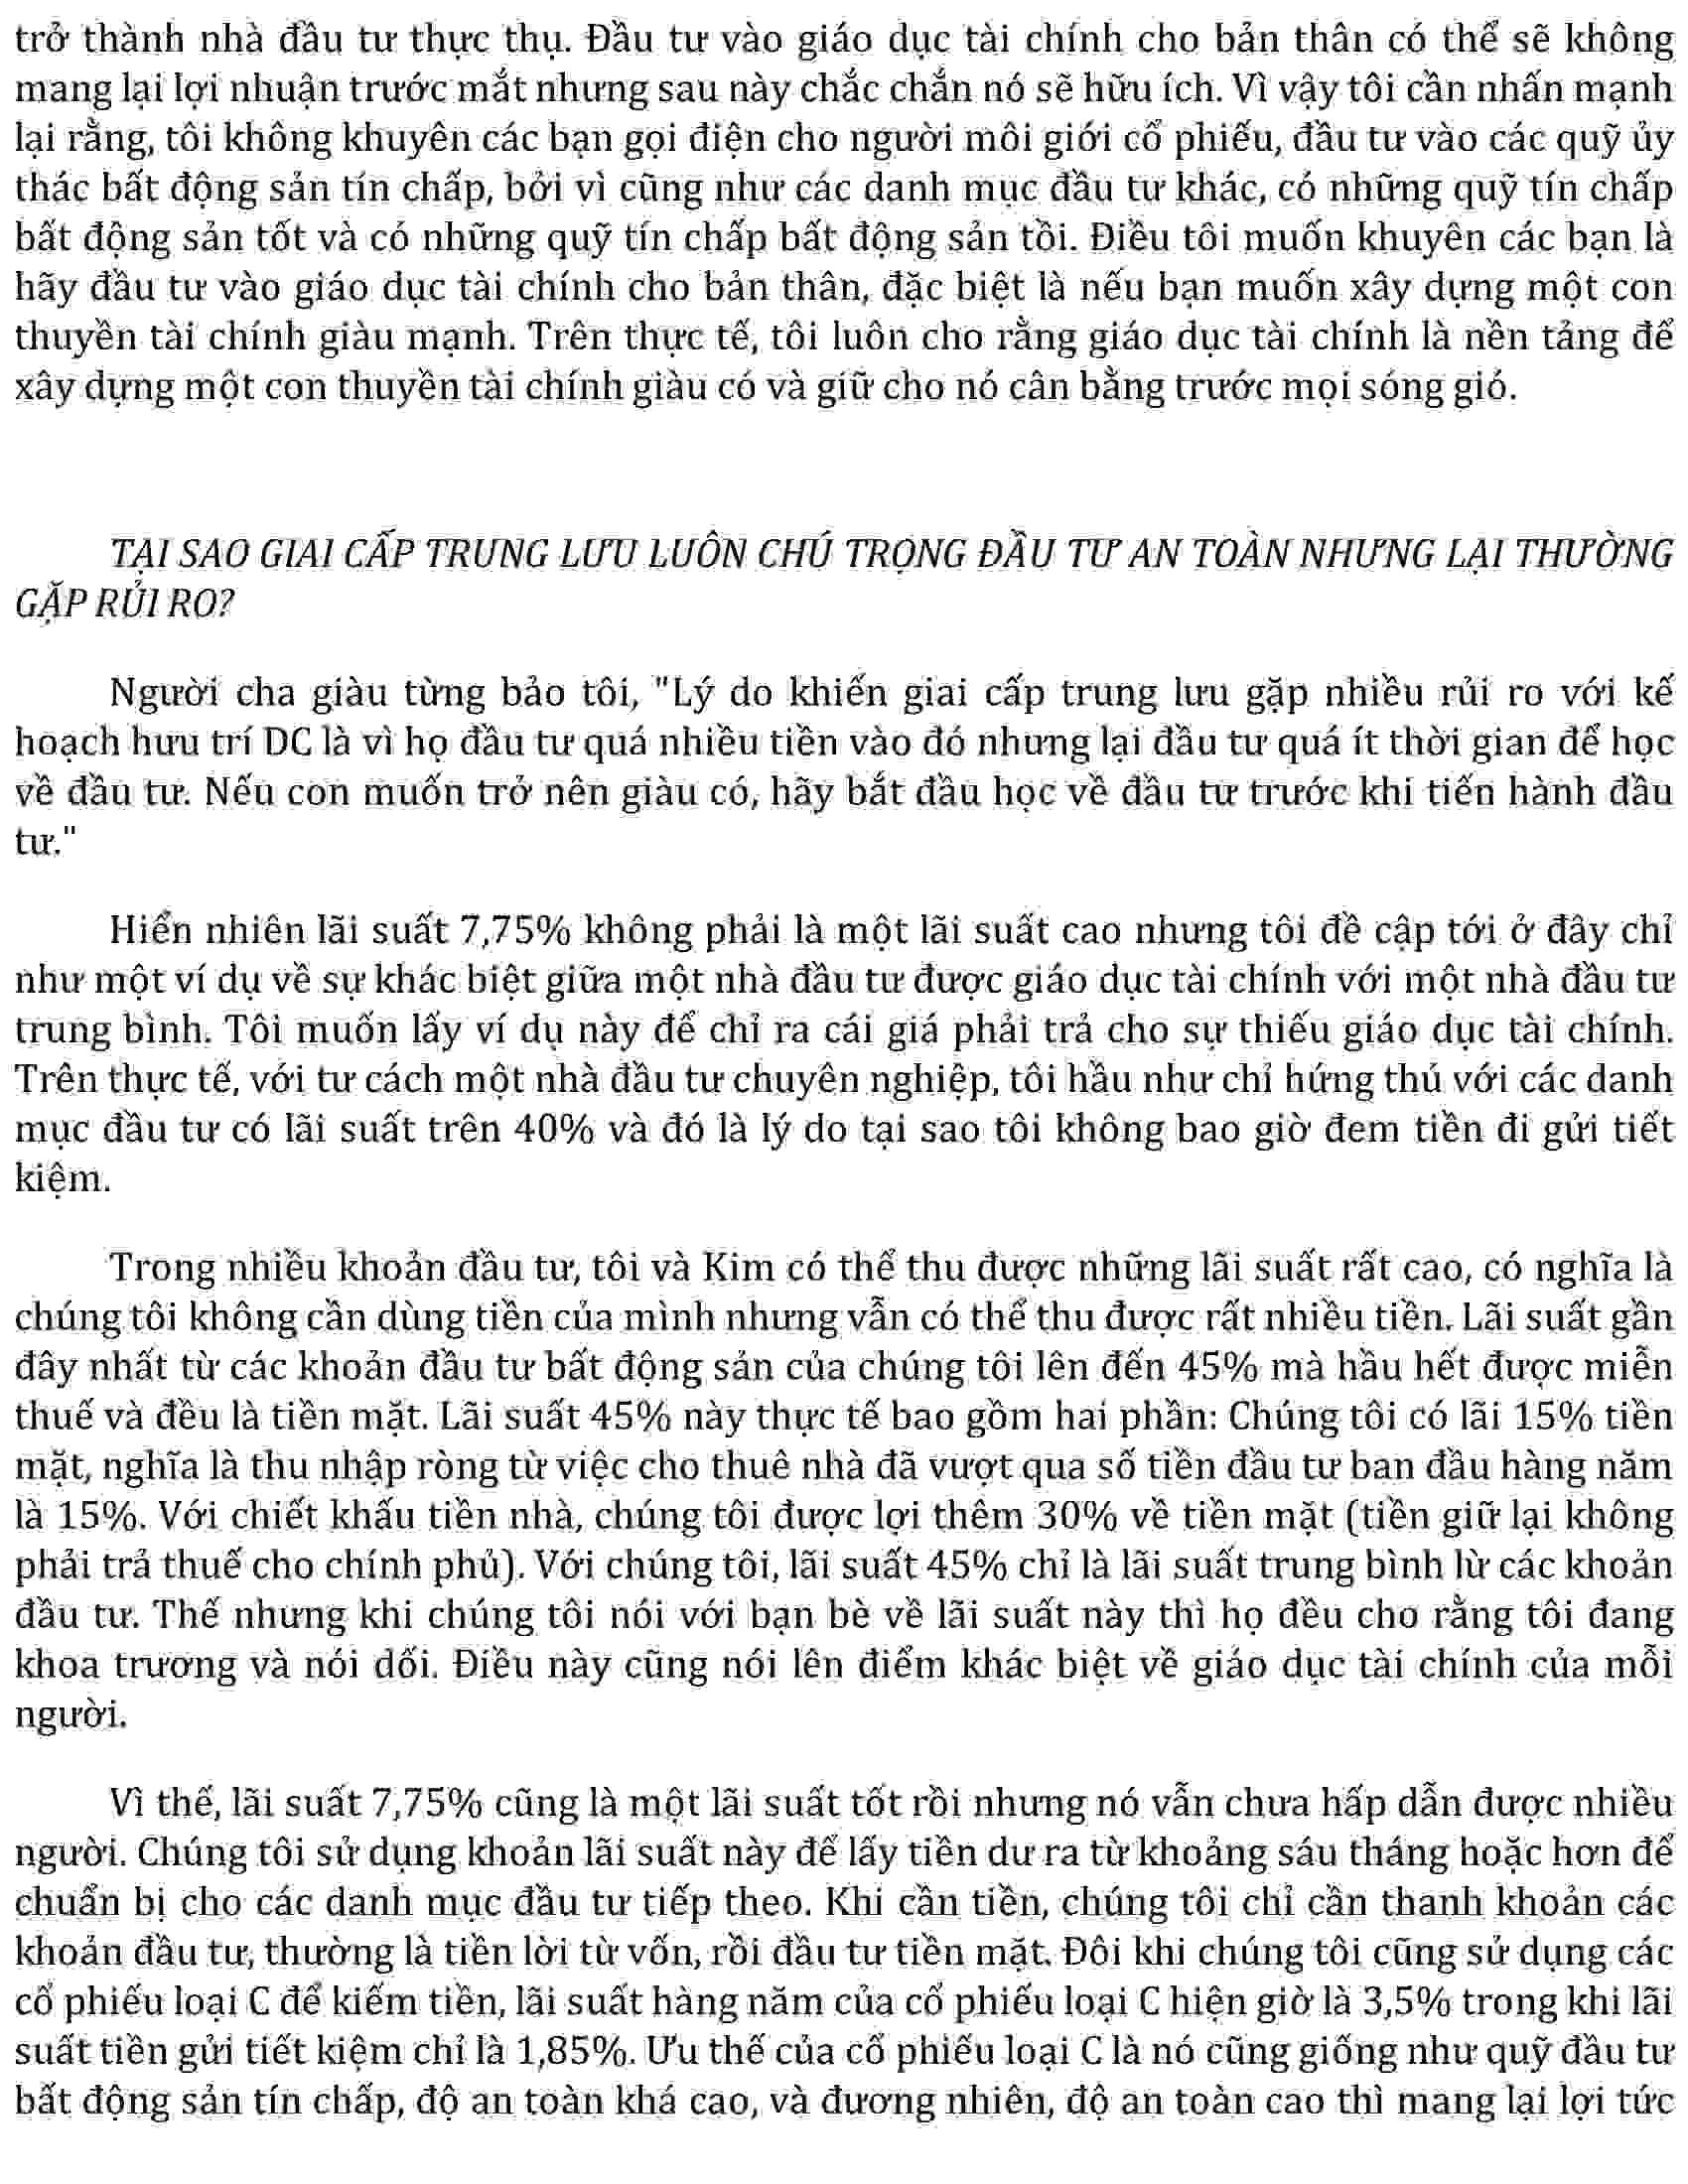 trở thành nhà đầu tư thực thụ. Đầu tư vào giáo dục tài chính cho bản thân có thể sẽ không
mang lại lợi nhuận trước mắt nhưng sau này chắc chắn nó sẽ hữu ích. Vì vậy tôi cần nhấn mạnh
lại rằng, tôi không khuyên các bạn gọi điện cho người môi giới cổ phiếu, đầu tư vào các quỹ ủy
thác bất động sản tín chấp, bởi vì cũng như các danh mục đầu tư khác, có những quỹ tín chấp
bất động sản tốt và có những quỹ tín chấp bất động sản tồi. Điều tôi muốn khuyên các bạn là
hãy đầu tư vào giáo dục tài chính cho bản thân, đặc biệt là nếu bạn muốn xây dựng một con
thuyền tài chính giàu mạnh. Trên thực tế, tôi luôn cho rằng giáo dục tài chính là nền tảng để
xây dựng một con thuyền tài chính giàu có và giữ cho nó cân bằng trước mọi sóng gió.
TẠI SAO GIAI CẤP TRUNG LƯU LUÔN CHÚ TRỌNG ĐẦU TƯ AN TOÀN NHƯNG LẠI THƯỜNG
GẶP RỦI RO?
Người cha giàu từng bảo tôi, "Lý do khiến giai cấp trung lưu gặp nhiều rủi ro với kế
hoạch hưu trí DC là vì họ đầu tư quá nhiều tiền vào đó nhưng lại đầu tư quá ít thời gian để học
về đầu tư. Nếu con muốn trở nên giàu có, hãy bắt đầu học về đầu tư trước khi tiến hành đầu
tư."
Hiển nhiên lãi suất 7,75% không phải là một lãi suất cao nhưng tôi đề cập tới ở đây chỉ
như một ví dụ về sự khác biệt giữa một nhà đầu tư được giáo dục tài chính với một nhà đầu tư
trung bình. Tôi muốn lấy ví dụ này để chỉ ra cái giá phải trả cho sự thiếu giáo dục tài chính.
Trên thực tế, với tư cách một nhà đầu tư chuyên nghiệp, tôi hầu như chỉ hứng thú với các danh
mục đầu tư có lãi suất trên 40% và đó là lý do tại sao tôi không bao giờ đem tiền đi gửi tiết
kiệm.
Trong nhiều khoản đầu tư, tôi và Kim có thể thu được những lãi suất rất cao, có nghĩa là
chúng tôi không cần dùng tiền của mình nhưng vẫn có thể thu được rất nhiều tiền. Lãi suất gần
đây nhất từ các khoản đầu tư bất động sản của chúng tôi lên đến 45% mà hầu hết được miễn
thuế và đều là tiền mặt. Lãi suất 45% này thực tế bao gồm hai phần: Chúng tôi có lãi 15% tiền
mặt, nghĩa là thu nhập ròng từ việc cho thuê nhà đã vượt qua số tiền đầu tư ban đầu hàng năm
là 15%. Với chiết khấu tiền nhà, chúng tôi được lợi thêm 30% về tiền mặt (tiền giữ lại không
phải trả thuế cho chính phủ). Với chúng tôi, lãi suất 45% chỉ là lãi suất trung bình lừ các khoản
đầu tư. Thế nhưng khi chúng tôi nói với bạn bè về lãi suất này thì họ đều cho rằng tôi đang
khoa trương và nói dối. Điều này cũng nói lên điểm khác biệt về giáo dục tài chính của mỗi
người.
Vì thế, lãi suất 7,75% cũng là một lãi suất tốt rồi nhưng nó vẫn chưa hấp dẫn được nhiều
người. Chúng tôi sử dụng khoản lãi suất này để lấy tiền dư ra từ khoảng sáu tháng hoặc hơn để
chuẩn bị cho các danh mục đầu tư tiếp theo. Khi cần tiền, chúng tôi chỉ cần thanh khoản các
khoản đầu tư, thường là tiền lời từ vốn, rồi đầu tư tiền mặt. Đôi khi chúng tôi cũng sử dụng các
cổ phiếu loại C để kiếm tiền, lãi suất hàng năm của cổ phiếu loại C hiện giờ là 3,5% trong khi lãi
suất tiền gửi tiết kiệm chỉ là 1,85%. Ưu thế của cổ phiếu loại C là nó cũng giống như quỹ đầu tư
bất động sản tín chấp, độ an toàn khá cao, và đương nhiên, độ an toàn cao thì mang lại lợi tức